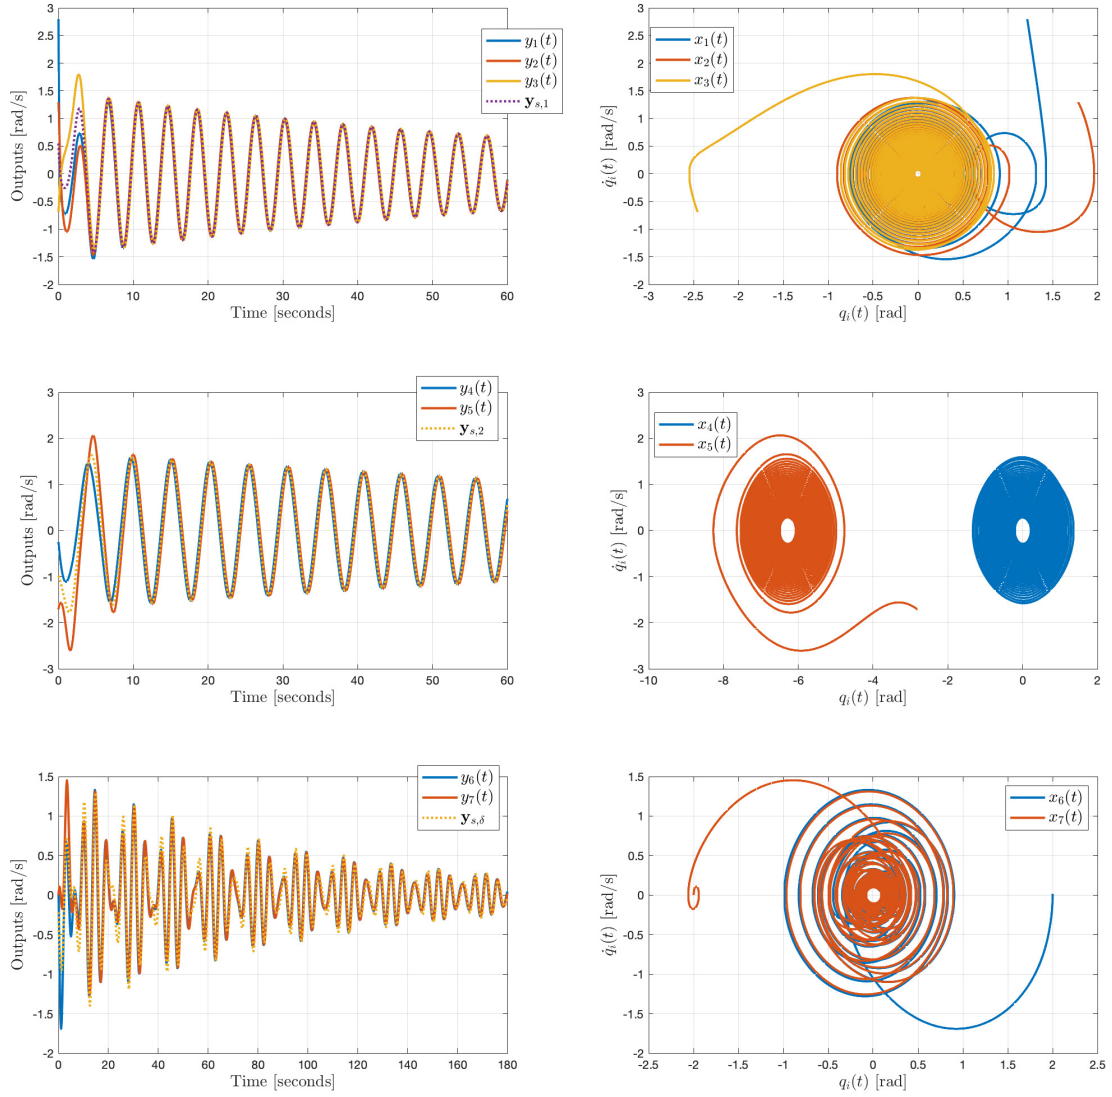 3
2.5
2
1.5
1
0.5
0
-0.5
-1
-1.5
-2
Outputs [rad/s]
y₁(t)
y₂(t)
y₃(t)
yₛ,₁
0 10 20 30 40 50 60
Time [seconds]
3
2.5
2
1.5
1
0.5
0
-0.5
-1
-1.5
-2
q̇ᵢ(t) [rad/s]
x₁(t)
x₂(t)
x₃(t)
-3 -2.5 -2 -1.5 -1 -0.5 0 0.5 1 1.5 2
qᵢ(t) [rad]
3
2
1
0
-1
-2
-3
Outputs [rad/s]
y₄(t)
y₅(t)
yₛ,₂
0 10 20 30 40 50 60
Time [seconds]
3
2
1
0
-1
-2
-3
q̇ᵢ(t) [rad/s]
x₄(t)
x₅(t)
-10 -8 -6 -4 -2 0 2
qᵢ(t) [rad]
1.5
1
0.5
0
-0.5
-1
-1.5
-2
Outputs [rad/s]
y₆(t)
y₇(t)
yₛ,δ
0 20 40 60 80 100 120 140 160 180
Time [seconds]
1.5
1
0.5
0
-0.5
-1
-1.5
-2
q̇ᵢ(t) [rad/s]
x₆(t)
x₇(t)
-2.5 -2 -1.5 -1 -0.5 0 0.5 1 1.5 2 2.5
qᵢ(t) [rad]